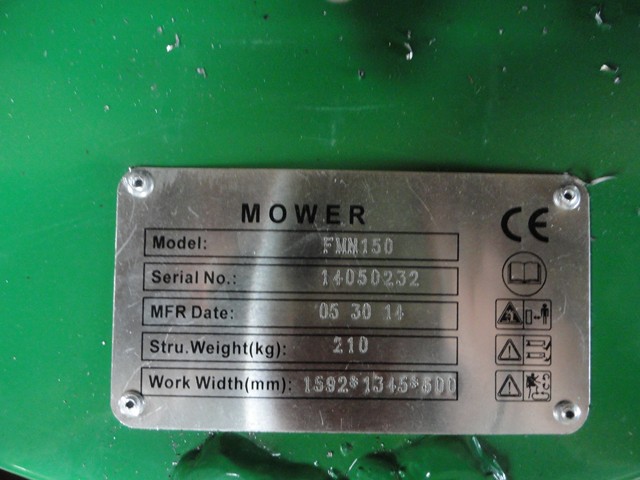 MOWER
CE
Model: FMN150
Serial No.: 14050232
MFR Date: 05 30 14
Stru.Weight(kg): 210
Work Width(mm): 1592*1345*600